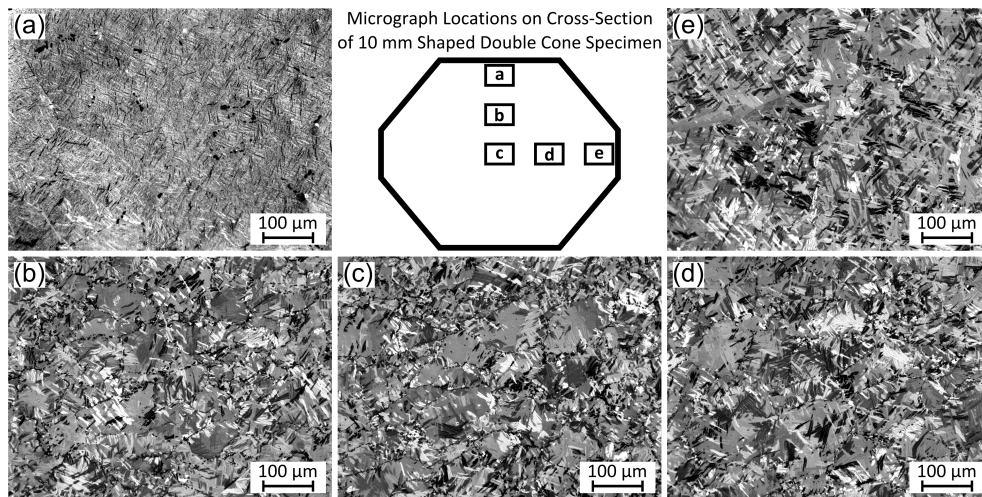 (a)
Micrograph Locations on Cross-Section
of 10 mm Shaped Double Cone Specimen
(e)
a
b
c
d
e
100 µm
100 µm
(b)
(c)
(d)
100 µm
100 µm
100 µm